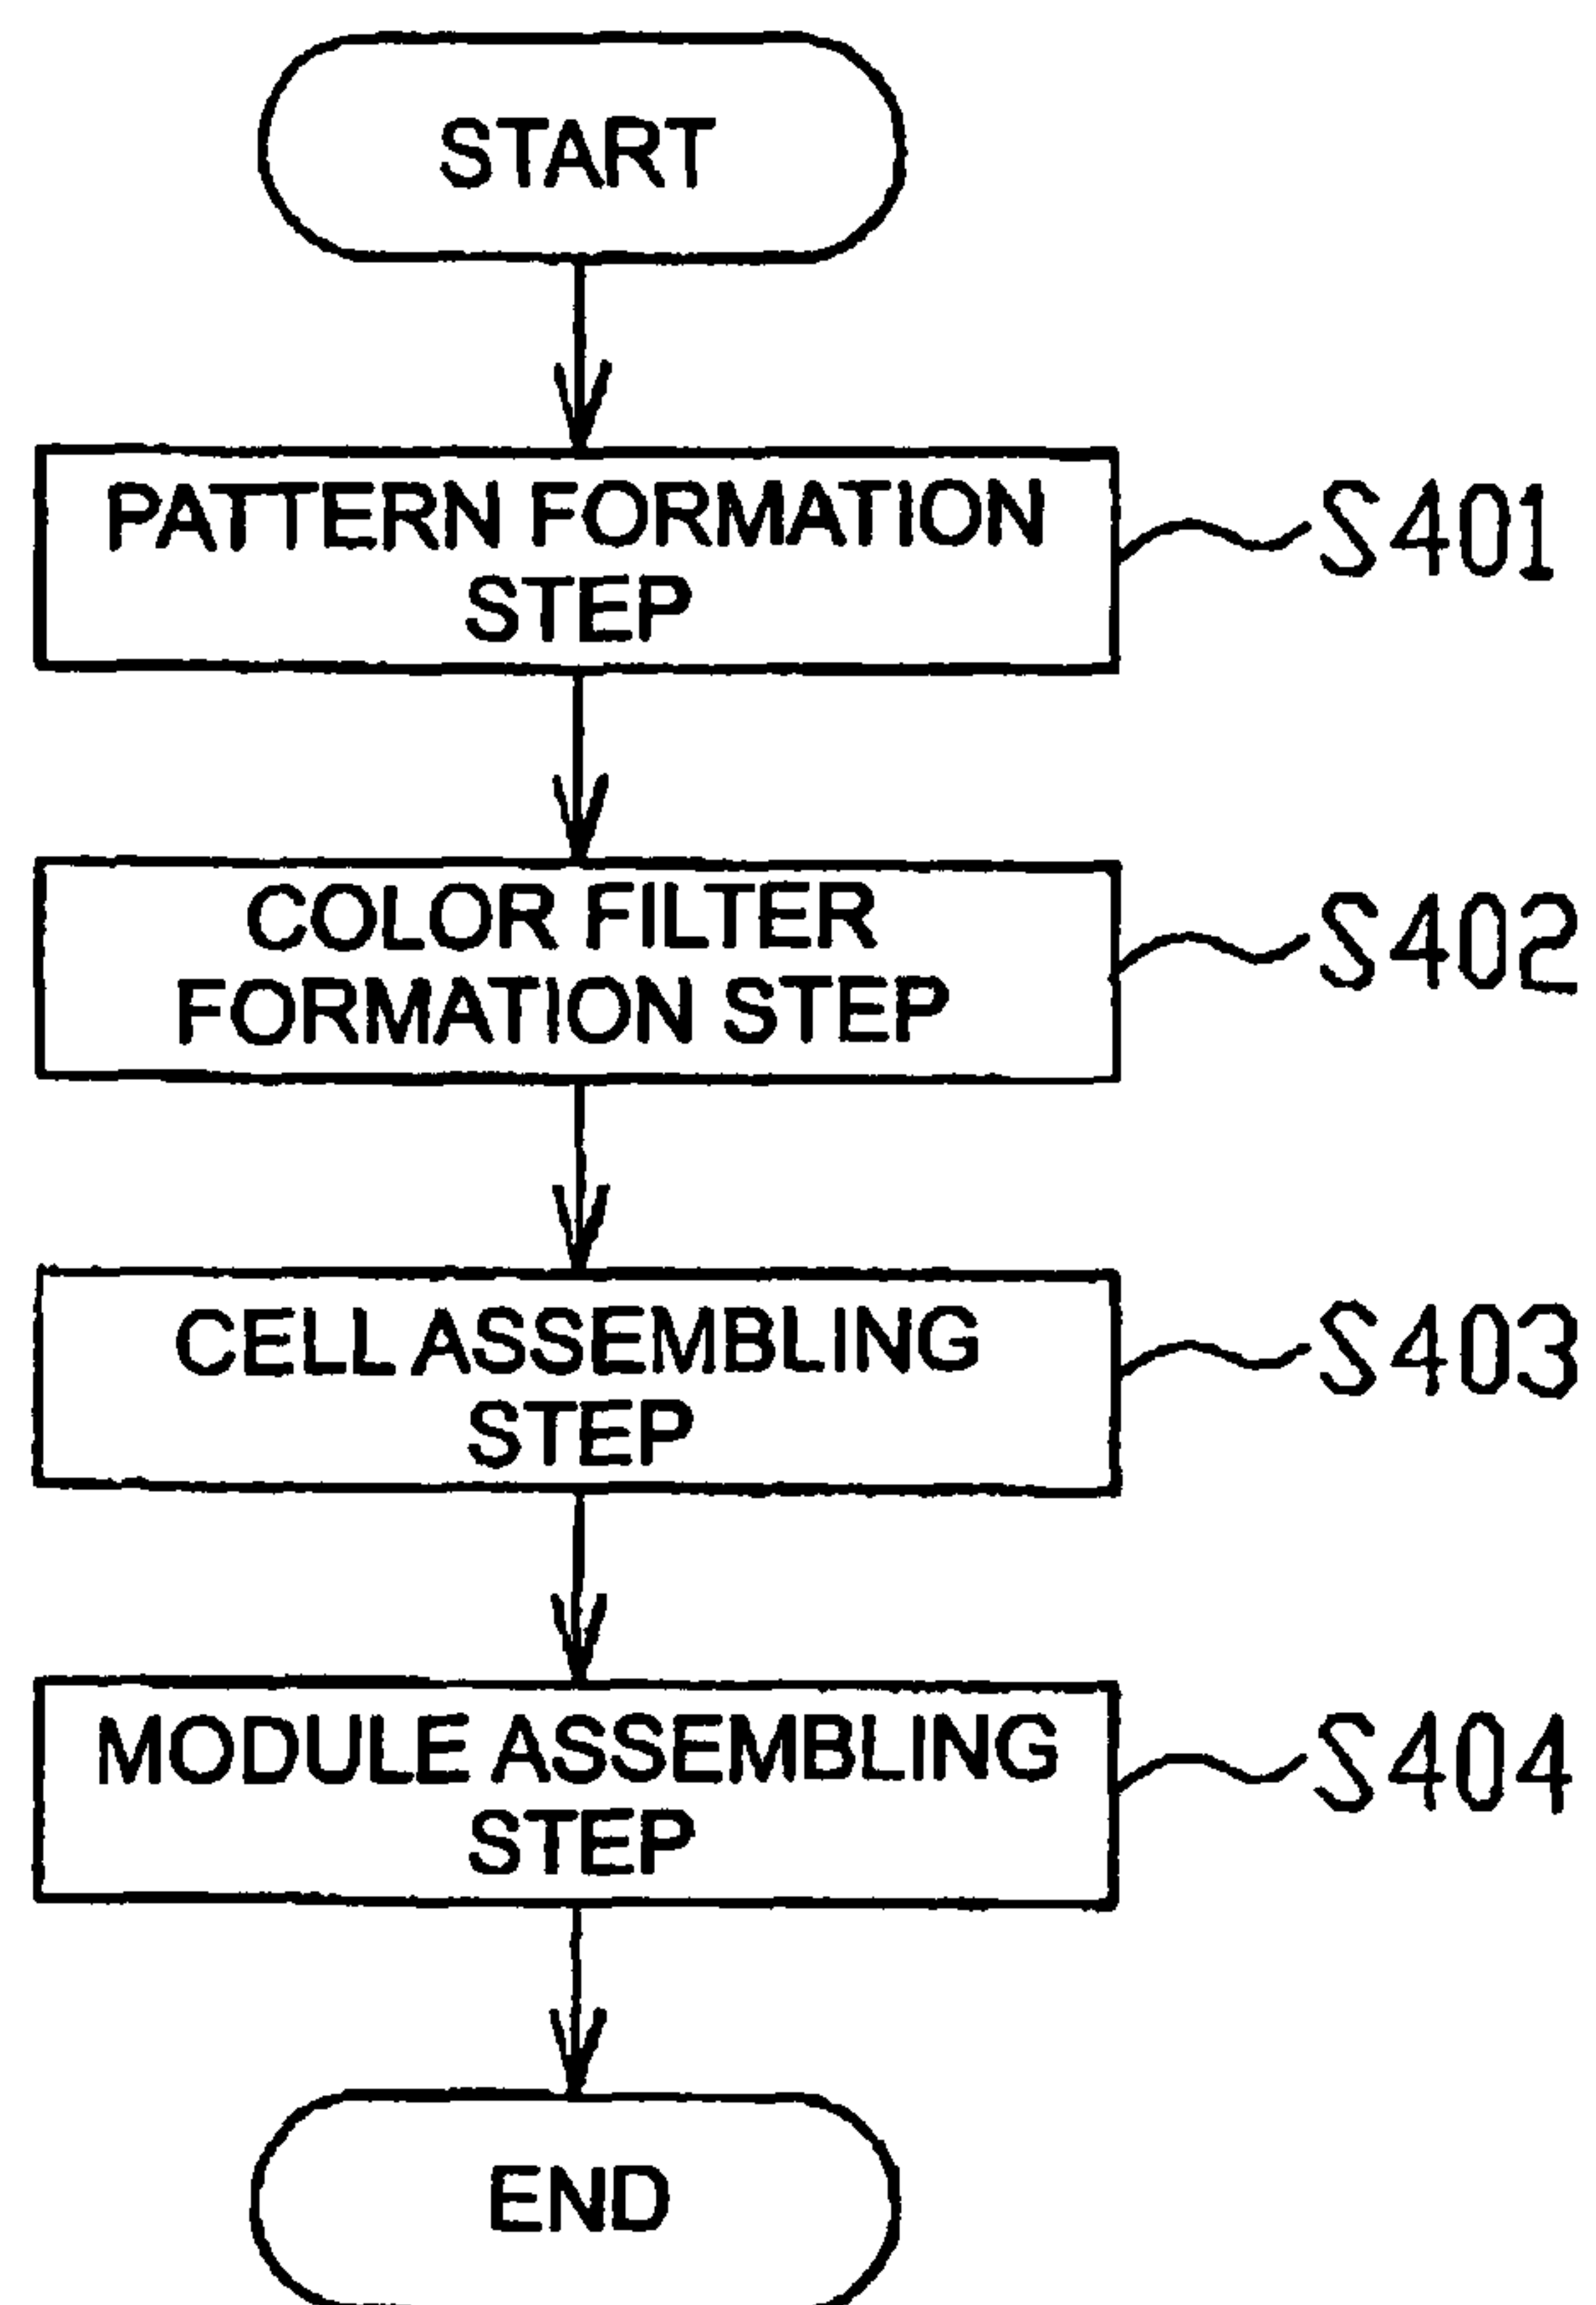 START
PATTERN FORMATION
STEP
S401
COLOR FILTER
FORMATION STEP
S402
CELL ASSEMBLING
STEP
S403
MODULE ASSEMBLING
STEP
S404
END